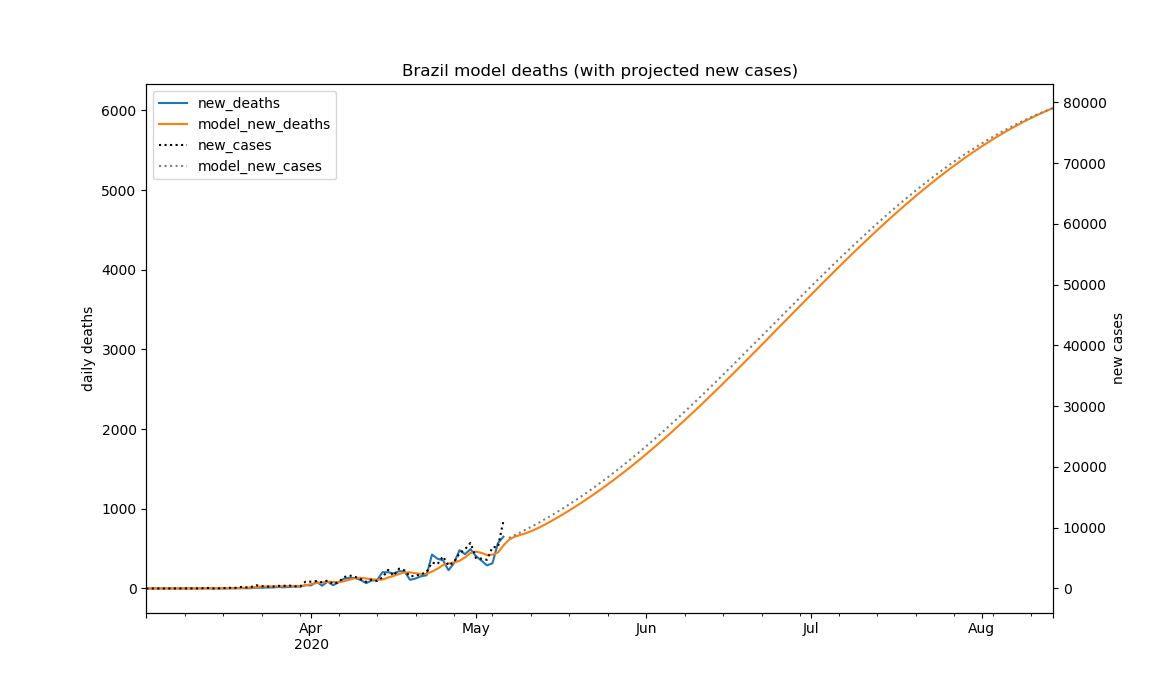 Brazil model deaths (with projected new cases)
new_deaths
model_new_deaths
new_cases
model_new_cases
daily deaths
6000
5000
4000
3000
2000
1000
0
new cases
80000
70000
60000
50000
40000
30000
20000
10000
0
Apr
2020
May
Jun
Jul
Aug